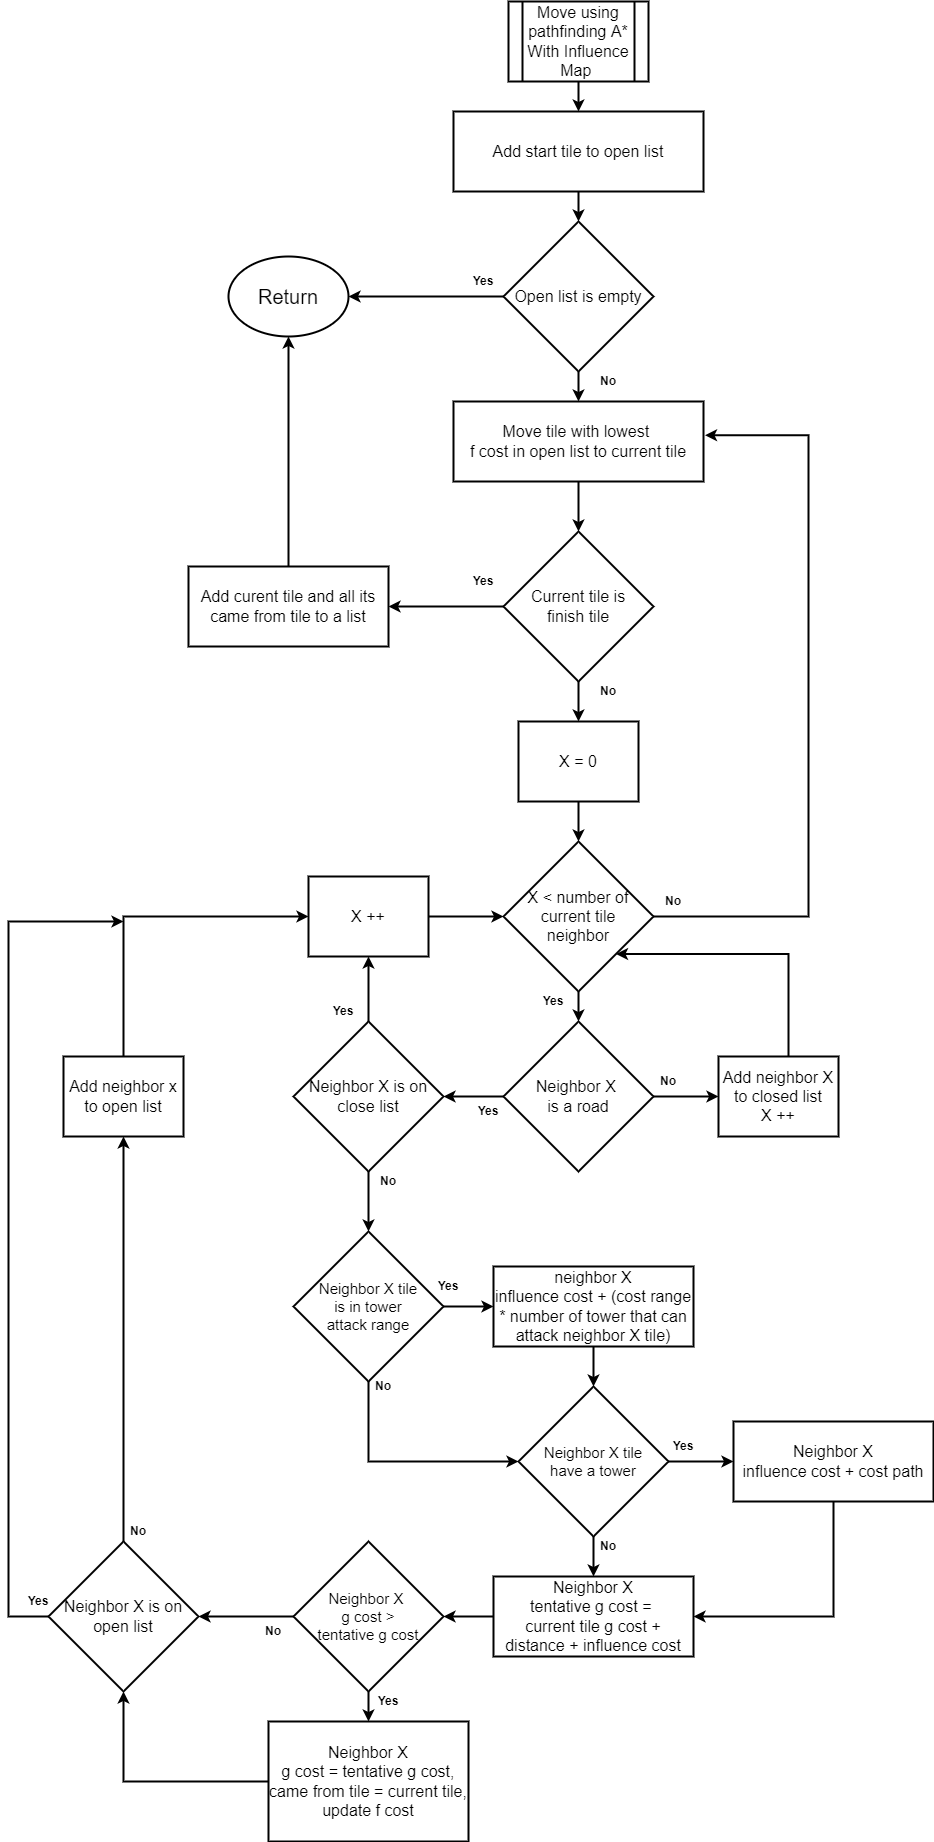 Move using
pathfinding A*
With Influence
Map
Add start tile to open list
Open list is empty
Yes
Return
No
Move tile with lowest
f cost in open list to current tile
Current tile is
finish tile
Yes
Add curent tile and all its
came from tile to a list
No
X = 0
X < number of
current tile
neighbor
No
X ++
Yes
Yes
Neighbor X
is a road
No
Add neighbor X
to closed list
X ++
Yes
Neighbor X is on
close list
Add neighbor x
to open list
No
Neighbor X tile
is in tower
attack range
Yes
neighbor X
influence cost + (cost range
* number of tower that can
attack neighbor X tile)
No
Neighbor X tile
have a tower
Yes
Neighbor X
influence cost + cost path
No
Neighbor X
tentative g cost =
current tile g cost +
distance + influence cost
Neighbor X
g cost >
tentative g cost
No
Neighbor X is on
open list
No
Yes
Yes
Neighbor X
g cost = tentative g cost,
came from tile = current tile,
update f cost